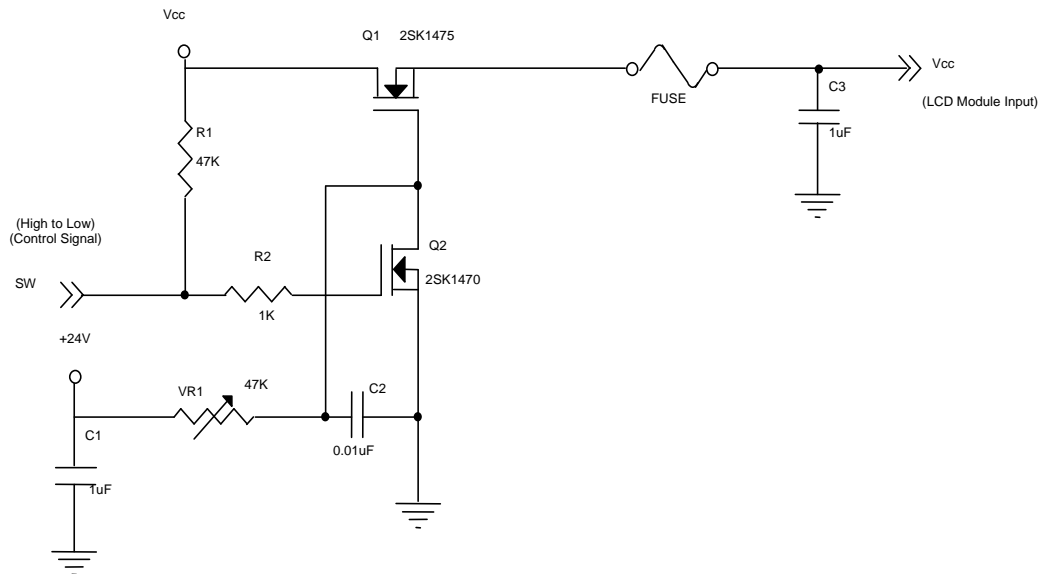 Vcc
Q1 2SK1475
Vcc
FUSE
C3
(LCD Module Input)
R1
1uF
47K
(High to Low)
(Control Signal)
Q2
R2
SW
2SK1470
1K
+24V
VR1
47K
C2
C1
0.01uF
1uF